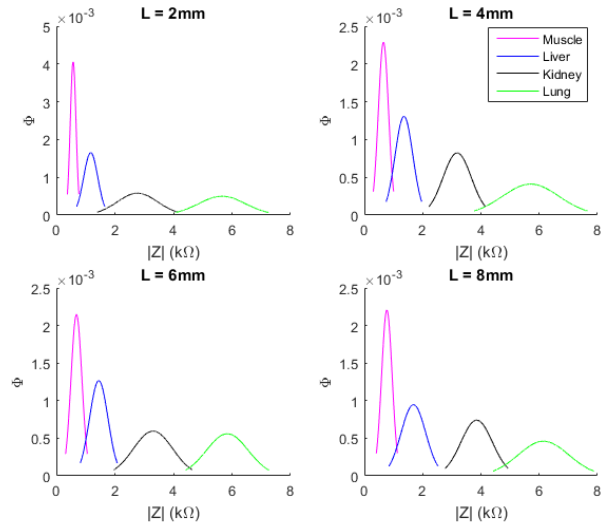 L = 2mm
×10⁻³
5
4
3
2
1
0
Φ
0 2 4 6 8
|Z| (kΩ)
L = 4mm
×10⁻³
2.5
2
1.5
1
0.5
0
Φ
0 2 4 6 8
|Z| (kΩ)
Muscle
Liver
Kidney
Lung
L = 6mm
×10⁻³
2.5
2
1.5
1
0.5
0
Φ
0 2 4 6 8
|Z| (kΩ)
L = 8mm
×10⁻³
2.5
2
1.5
1
0.5
0
Φ
0 2 4 6 8
|Z| (kΩ)